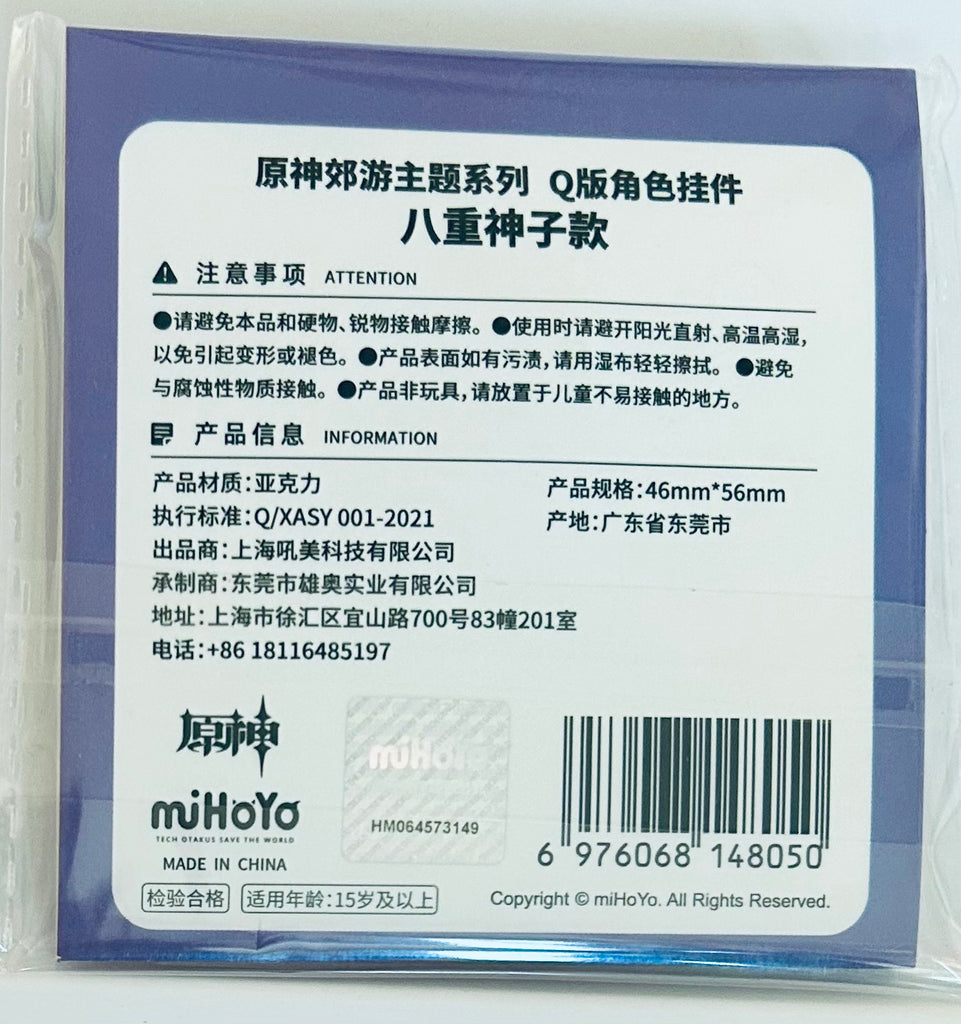 原神郊游主题系列 Q版角色挂件
八重神子款
注意事项 ATTENTION
●请避免本品和硬物、锐物接触摩擦。●使用时请避开阳光直射、高温高湿，
以免引起变形或褪色。●产品表面如有污渍，请用湿布轻轻擦拭。●避免
与腐蚀性物质接触。●产品非玩具，请放置于儿童不易接触的地方。
产品信息 INFORMATION
产品材质：亚克力 产品规格：46mm*56mm
执行标准：Q/XASY 001-2021 产地：广东省东莞市
出品商：上海吼美科技有限公司
承制商：东莞市雄奥实业有限公司
地址：上海市徐汇区宜山路700号83幢201室
电话：+86 18116485197
原神
miHoYo
TECH OTAKUS SAVE THE WORLD
MADE IN CHINA
检验合格 适用年龄：15岁及以上
miHoYo
HM064573149
6 976068 148050
Copyright © miHoYo. All Rights Reserved.